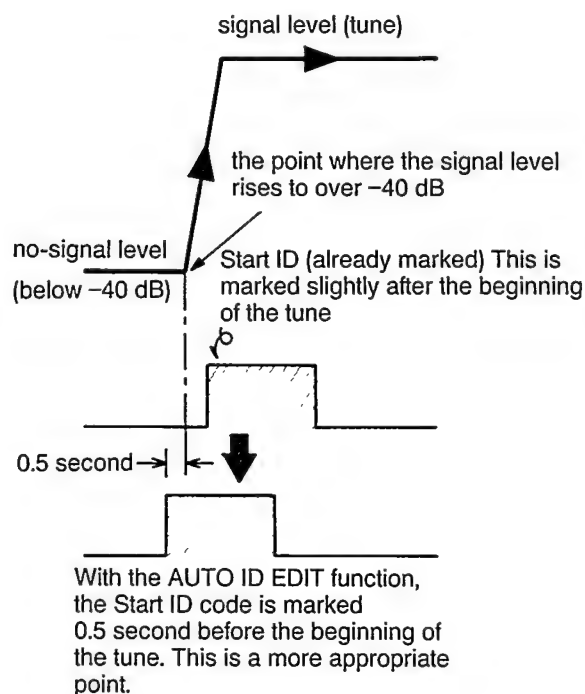 signal level (tune)
the point where the signal level
rises to over −40 dB
no-signal level
(below −40 dB)
Start ID (already marked) This is
marked slightly after the beginning
of the tune
0.5 second
With the AUTO ID EDIT function,
the Start ID code is marked
0.5 second before the beginning of
the tune. This is a more appropriate
point.